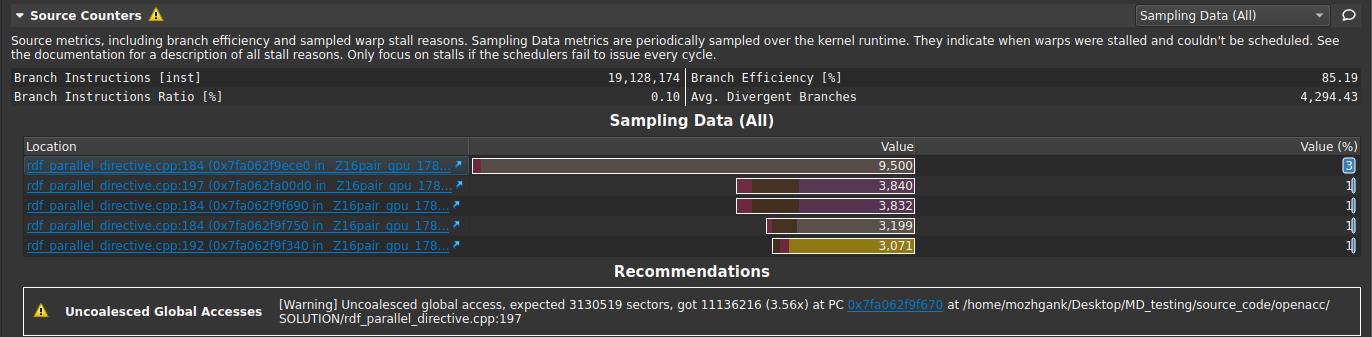 Source Counters
Sampling Data (All)
Source metrics, including branch efficiency and sampled warp stall reasons. Sampling Data metrics are periodically sampled over the kernel runtime. They indicate when warps were stalled and couldn't be scheduled. See
the documentation for a description of all stall reasons. Only focus on stalls if the schedulers fail to issue every cycle.
Branch Instructions [inst] 19,128,174 Branch Efficiency [%] 85.19
Branch Instructions Ratio [%] 0.10 Avg. Divergent Branches 4,294.43
Sampling Data (All)
Location Value Value (%)
rdf_parallel_directive.cpp:184 (0x7fa062f9ece0 in _Z16pair_gpu_178... 9,500 3
rdf_parallel_directive.cpp:197 (0x7fa062fa00d0 in _Z16pair_gpu_178... 3,840 1
rdf_parallel_directive.cpp:184 (0x7fa062f9f690 in _Z16pair_gpu_178... 3,832 1
rdf_parallel_directive.cpp:184 (0x7fa062f9f750 in _Z16pair_gpu_178... 3,199 1
rdf_parallel_directive.cpp:192 (0x7fa062f9f340 in _Z16pair_gpu_178... 3,071 1
Recommendations
Uncoalesced Global Accesses
[Warning] Uncoalesced global access, expected 3130519 sectors, got 11136216 (3.56x) at PC 0x7fa062f9f670 at /home/mozhgank/Desktop/MD_testing/source_code/openacc/
SOLUTION/rdf_parallel_directive.cpp:197